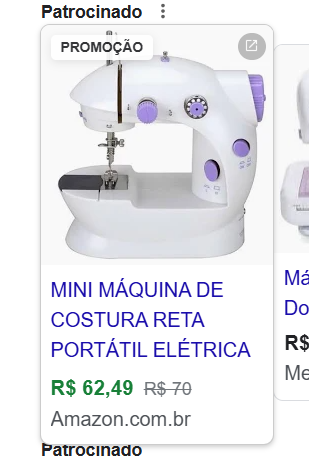 Patrocinado
PROMOÇÃO
MINI MÁQUINA DE
COSTURA RETA
PORTÁTIL ELÉTRICA
R$ 62,49 R$ 70
Amazon.com.br
Má
Do
R$
Me
Patrocinado